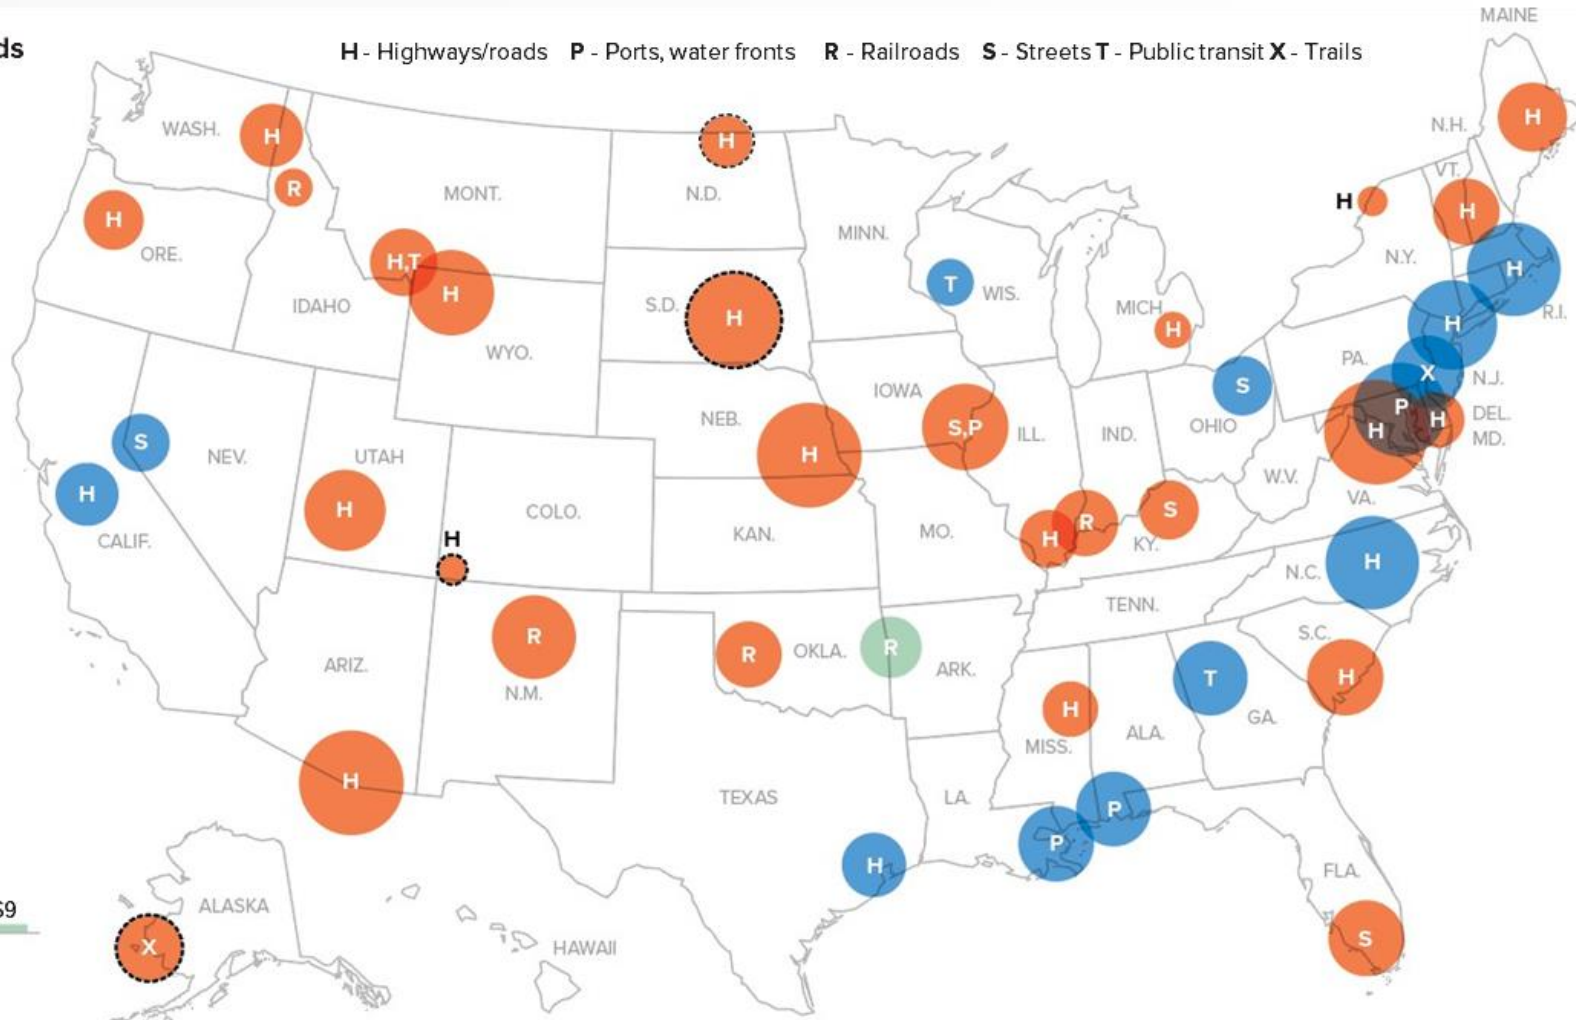 MAINE
ds
H - Highways/roads P - Ports, water fronts R - Railroads S - Streets T - Public transit X - Trails
H
N.H.
WASH.
H
H
R
MONT.
N.D.
VT.
H
H
H
ORE.
MINN.
N.Y.
H,T
H
H
T
WIS.
IDAHO
S.D.
H
MICH
H
R.I.
H
WYO.
PA.
X
N.J.
S
IOWA
NEB.
S,P
ILL.
IND.
OHIO
P
H
H
DEL.
MD.
S
NEV.
UTAH
H
W.V.
H
H
COLO.
R
S
VA.
CALIF.
H
KAN.
MO.
H
KY.
H
N.C.
TENN.
R
R
OKLA.
R
ARK.
S.C.
ARIZ.
N.M.
T
H
H
MISS.
ALA.
GA.
H
TEXAS
LA.
P
P
H
FLA.
$9
ALASKA
X
HAWAII
S